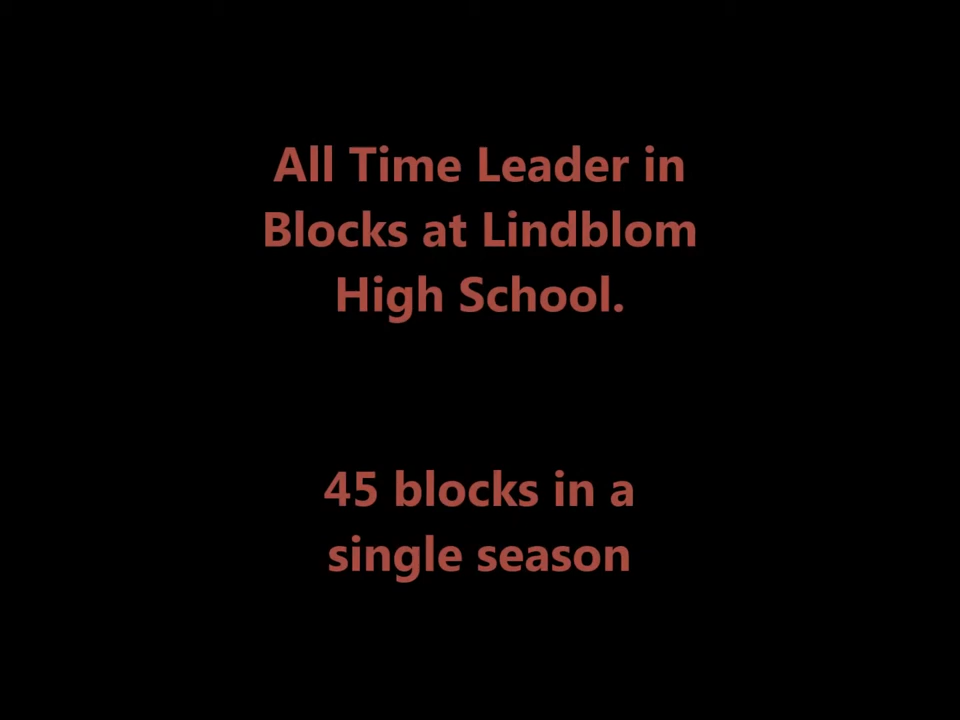 All Time Leader in
Blocks at Lindblom
High School.
45 blocks in a
single season